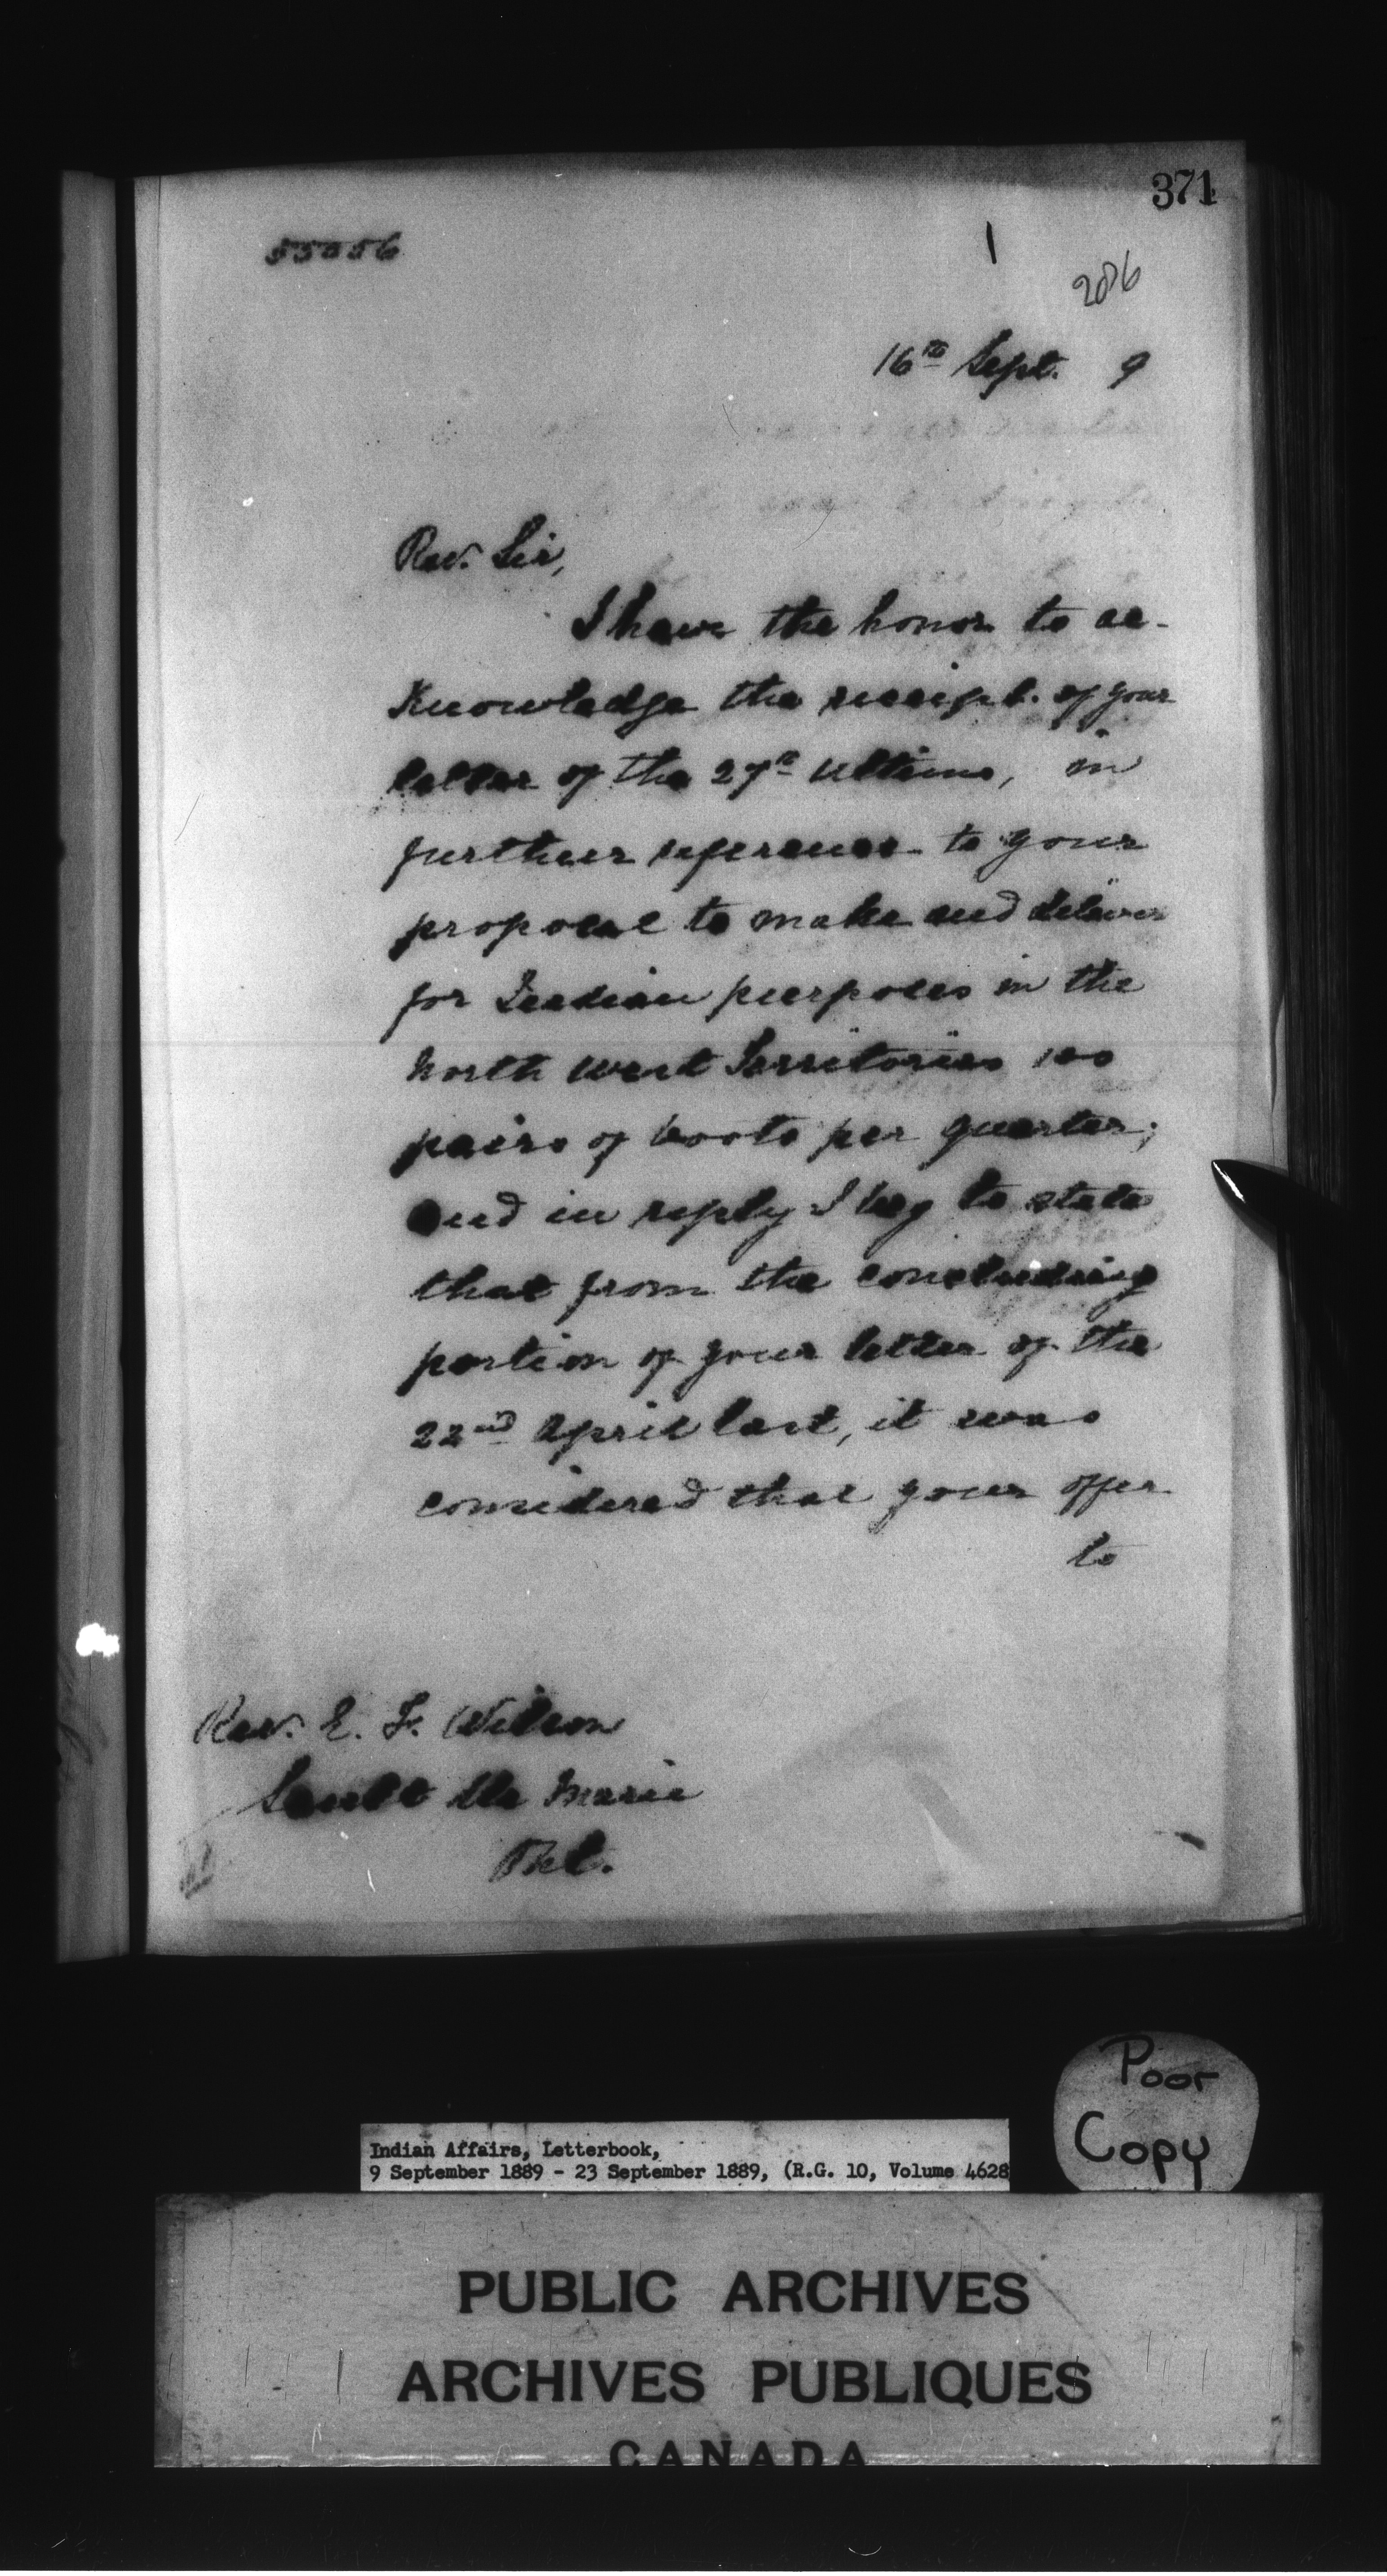 371
55056
286
16th Sept. 9
Rev. Sir,
I have the honor to ac-
knowledge the receipt of your
letter of the 27th ultimo, in
further reference to your
proposal to make and deliver
for Indian purposes in the
North West Territories 100
pairs of boots per quarter;
and in reply I beg to state
that from the concluding
portion of your letter of the
22nd April last, it was
considered that your offer
to
Rev. E. F. Wilson
Sault Ste Marie
Ont.
Poor
Copy
Indian Affairs, Letterbook,
9 September 1889 - 23 September 1889, (R.G. 10, Volume 4628
PUBLIC ARCHIVES
ARCHIVES PUBLIQUES
CANADA